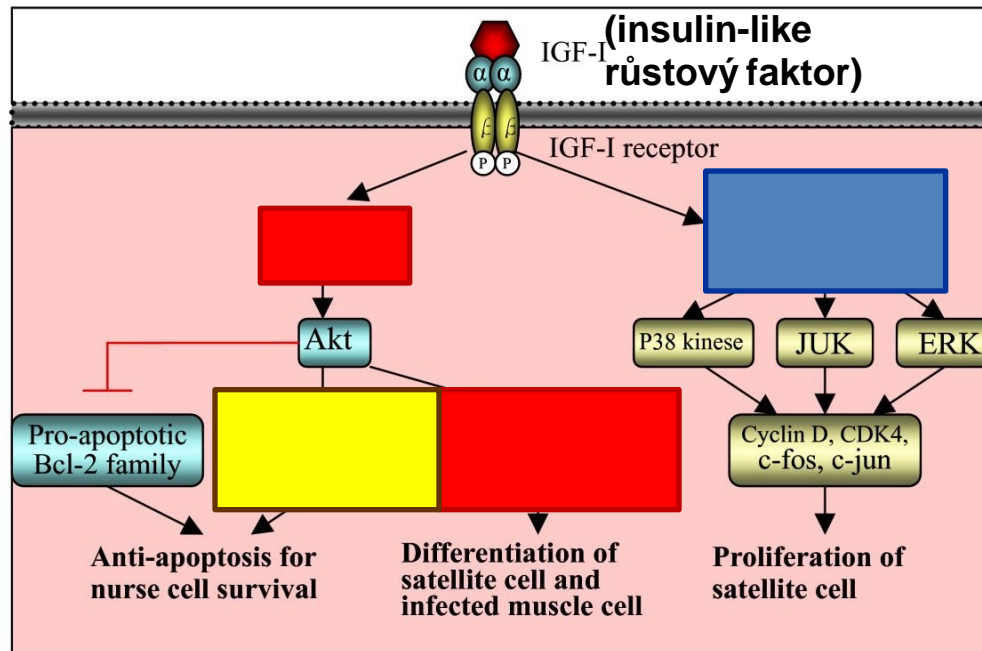 IGF-I (insulin-like
růstový faktor)
α α
β β
IGF-I receptor
P P
Akt
P38 kinese
JUK
ERK
Pro-apoptotic
Bcl-2 family
Cyclin D, CDK4,
c-fos, c-jun
Anti-apoptosis for
nurse cell survival
Differentiation of
satellite cell and
infected muscle cell
Proliferation of
satellite cell